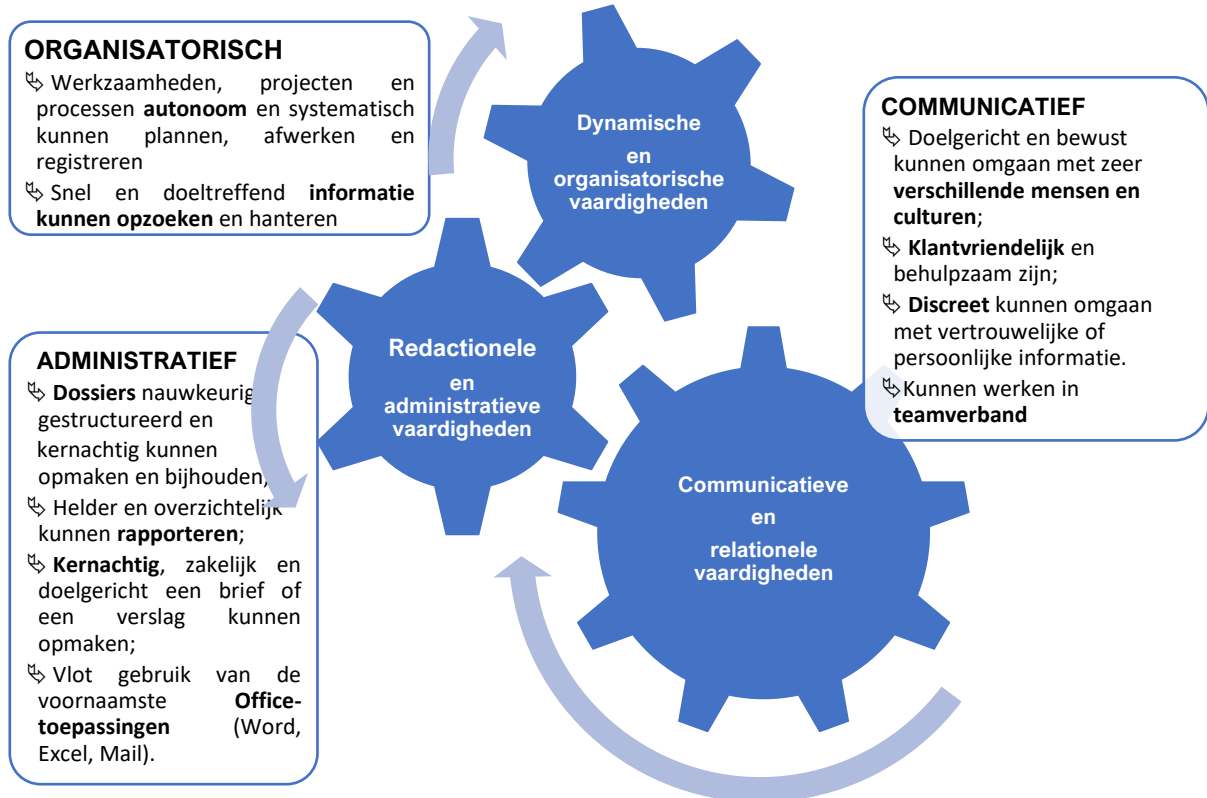 ORGANISATORISCH
↳ Werkzaamheden, projecten en
processen autonoom en systematisch
kunnen plannen, afwerken en
registreren
↳ Snel en doeltreffend informatie
kunnen opzoeken en hanteren
Dynamische
en
organisatorische
vaardigheden
COMMUNICATIEF
↳ Doelgericht en bewust
kunnen omgaan met zeer
verschillende mensen en
culturen;
↳ Klantvriendelijk en
behulpzaam zijn;
↳ Discreet kunnen omgaan
met vertrouwelijke of
persoonlijke informatie.
↳Kunnen werken in
teamverband
Redactionele
en
administratieve
vaardigheden
ADMINISTRATIEF
↳ Dossiers nauwkeurig
gestructureerd en
kernachtig kunnen
opmaken en bijhouden;
↳ Helder en overzichtelijk
kunnen rapporteren;
↳ Kernachtig, zakelijk en
doelgericht een brief of
een verslag kunnen
opmaken;
↳ Vlot gebruik van de
voornaamste Office-
toepassingen (Word,
Excel, Mail).
Communicatieve
en
relationele
vaardigheden